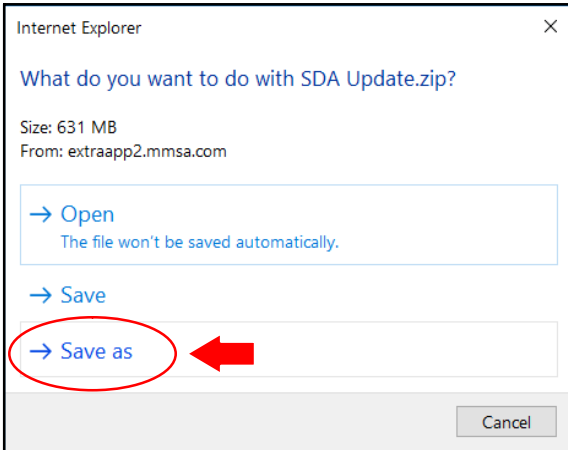 Internet Explorer
What do you want to do with SDA Update.zip?
Size: 631 MB
From: extraapp2.mmsa.com
Open
The file won't be saved automatically.
Save
Save as
Cancel